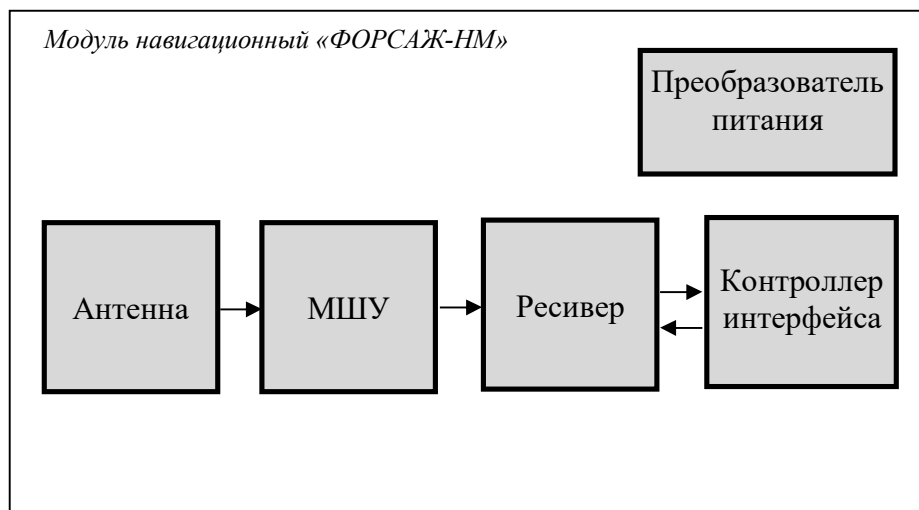 Модуль навигационный «ФОРСАЖ-НМ»
Преобразователь
питания
Антенна
МШУ
Ресивер
Контроллер
интерфейса